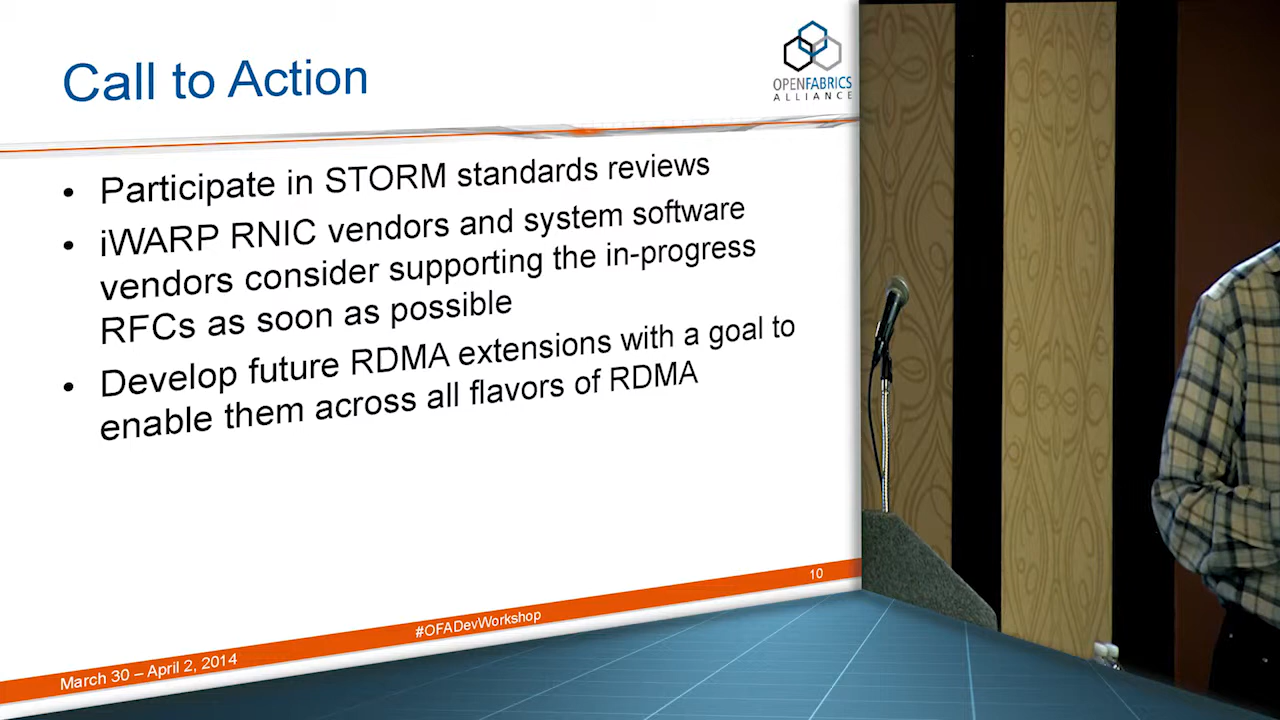 Call to Action
OPENFABRICS
ALLIANCE
• Participate in STORM standards reviews
• iWARP RNIC vendors and system software
vendors consider supporting the in-progress
RFCs as soon as possible
• Develop future RDMA extensions with a goal to
enable them across all flavors of RDMA
10
#OFADevWorkshop
March 30 – April 2, 2014